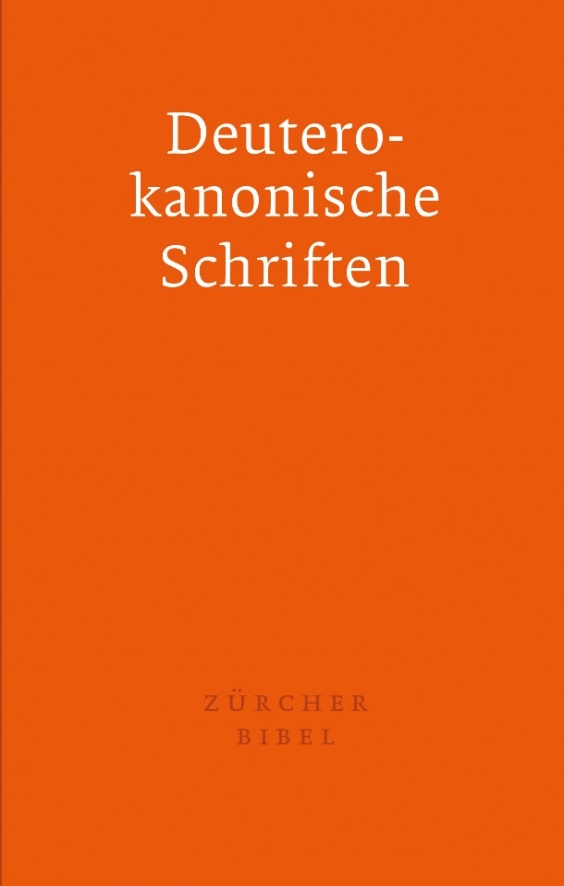 Deutero-
kanonische
Schriften
ZÜRCHER
BIBEL